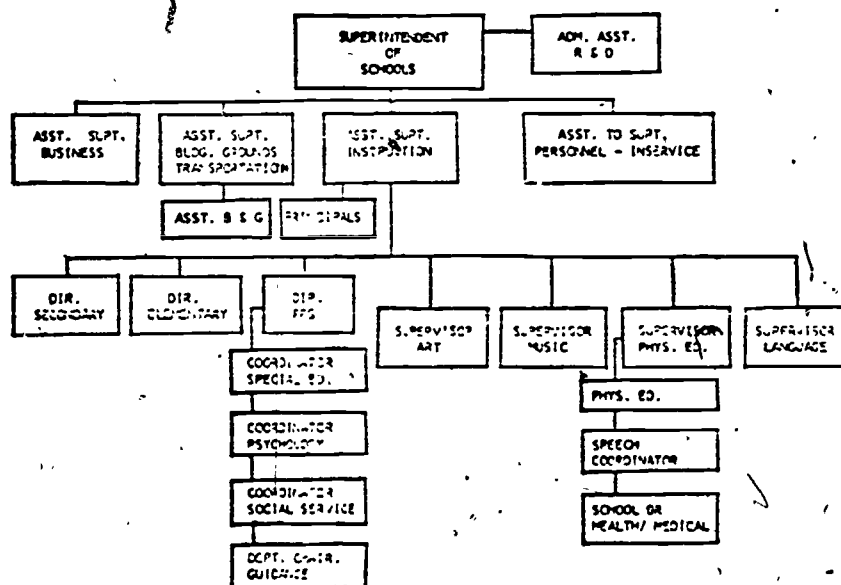 SUPERINTENDENT
OF
SCHOOLS
ADM. ASST.
R & D
ASST. SUPT.
BUSINESS
ASST. SUPT.
BLDG. GROUNDS
TRANSPORTATION
ASST. SUPT.
INSTRUCTION
ASST. TO SUPT,
PERSONNEL - INSERVICE
ASST. B & G
PRINCIPALS
DIR.
SECONDARY
DIR.
ELEMENTARY
DIR.
PPS
SUPERVISOR
ART
SUPERVISOR
MUSIC
SUPERVISOR
PHYS. ED.
SUPERVISOR
LANGUAGE
COORDINATOR
SPECIAL ED.
PHYS. ED.
COORDINATOR
PSYCHOLOGY
SPEECH
COORDINATOR
COORDINATOR
SOCIAL SERVICE
SCHOOL DR
HEALTH/ MEDICAL
DEPT. CHAIR.
GUIDANCE